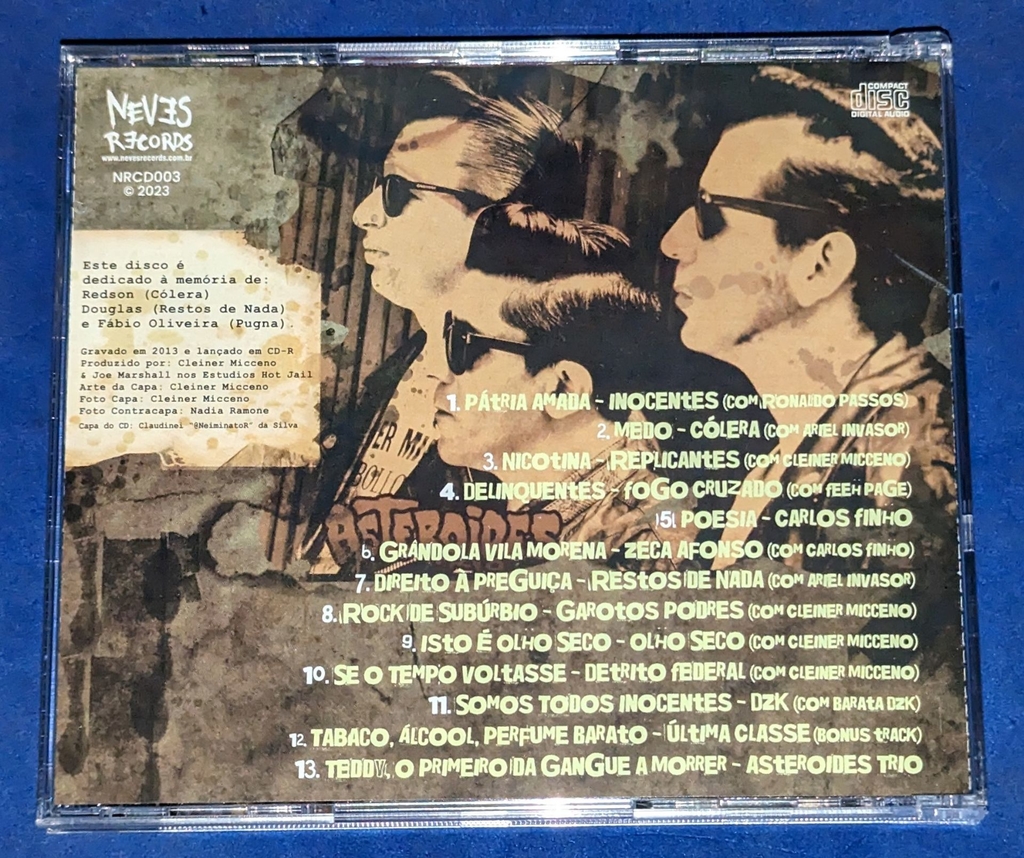 NEVES
RECORDS
www.nevesrecords.com.br
NRCD003
© 2023
COMPACT
disc
DIGITAL AUDIO
Este disco é
dedicado à memória de:
Redson (Cólera)
Douglas (Restos de Nada)
e Fábio Oliveira (Pugna).
Gravado em 2013 e lançado em CD-R
Produzido por: Cleiner Micceno
& Joe Marshall nos Estudios Hot Jail
Arte da Capa: Cleiner Micceno
Foto Capa: Cleiner Micceno
Foto Contracapa: Nadia Ramone
Capa do CD: Claudinei "@NeiminatoR" da Silva
ASTEROIDES
1. PÁTRIA AMADA - INOCENTES (COM RONALDO PASSOS)
2. MEDO - CÓLERA (COM ARIEL INVASOR)
3. NICOTINA - REPLICANTES (COM CLEINER MICCENO)
4. DELINQUENTES - FOGO CRUZADO (COM FEEH PAGE)
5. POESIA - CARLOS FINHO
6. GRÂNDOLA VILA MORENA - ZECA AFONSO (COM CARLOS FINHO)
7. DIREITO À PREGUIÇA - RESTOS DE NADA (COM ARIEL INVASOR)
8. ROCK DE SUBÚRBIO - GAROTOS PODRES (COM CLEINER MICCENO)
9. ISTO É OLHO SECO - OLHO SECO (COM CLEINER MICCENO)
10. SE O TEMPO VOLTASSE - DETRITO FEDERAL (COM CLEINER MICCENO)
11. SOMOS TODOS INOCENTES - DZK (COM BARATA DZK)
12. TABACO, ÁLCOOL, PERFUME BARATO - ÚLTIMA CLASSE (BONUS TRACK)
13. TEDDY, O PRIMEIRO DA GANGUE A MORRER - ASTEROIDES TRIO